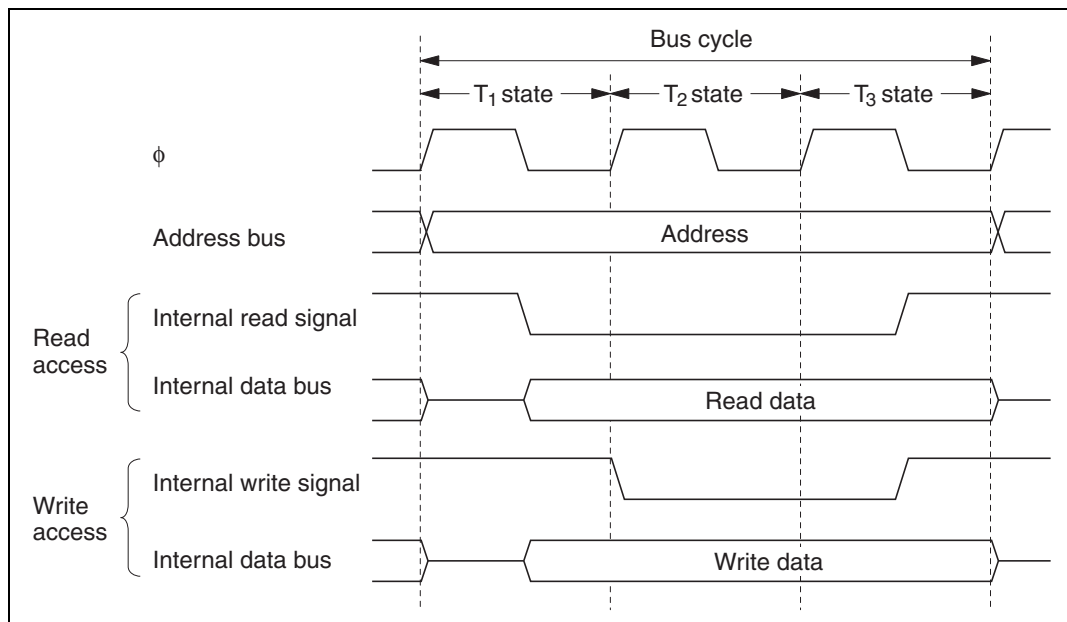 Bus cycle
T1 state
T2 state
T3 state
ϕ
Address bus
Address
Read
access
Internal read signal
Internal data bus
Read data
Write
access
Internal write signal
Internal data bus
Write data